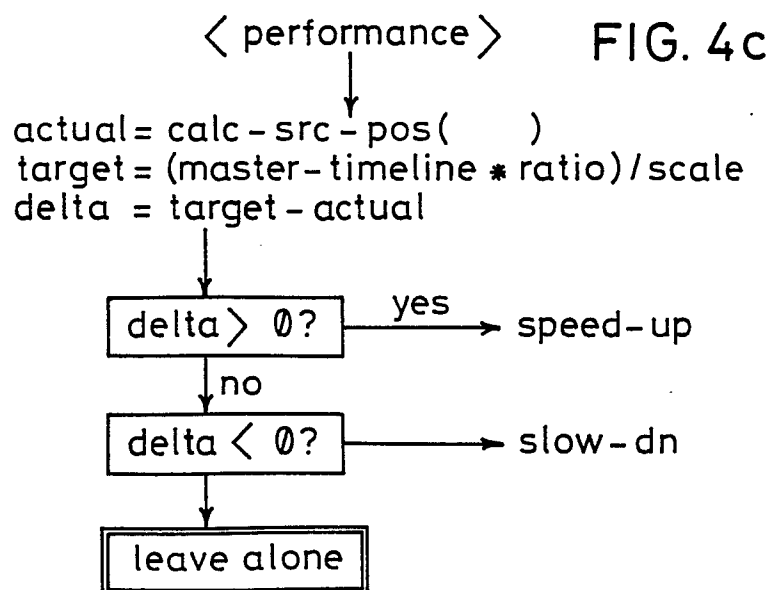 < performance > FIG. 4c
actual= calc-src-pos( )
target= (master-timeline * ratio)/scale
delta = target-actual
delta > 0? yes speed-up
no
delta < 0? slow-dn
leave alone